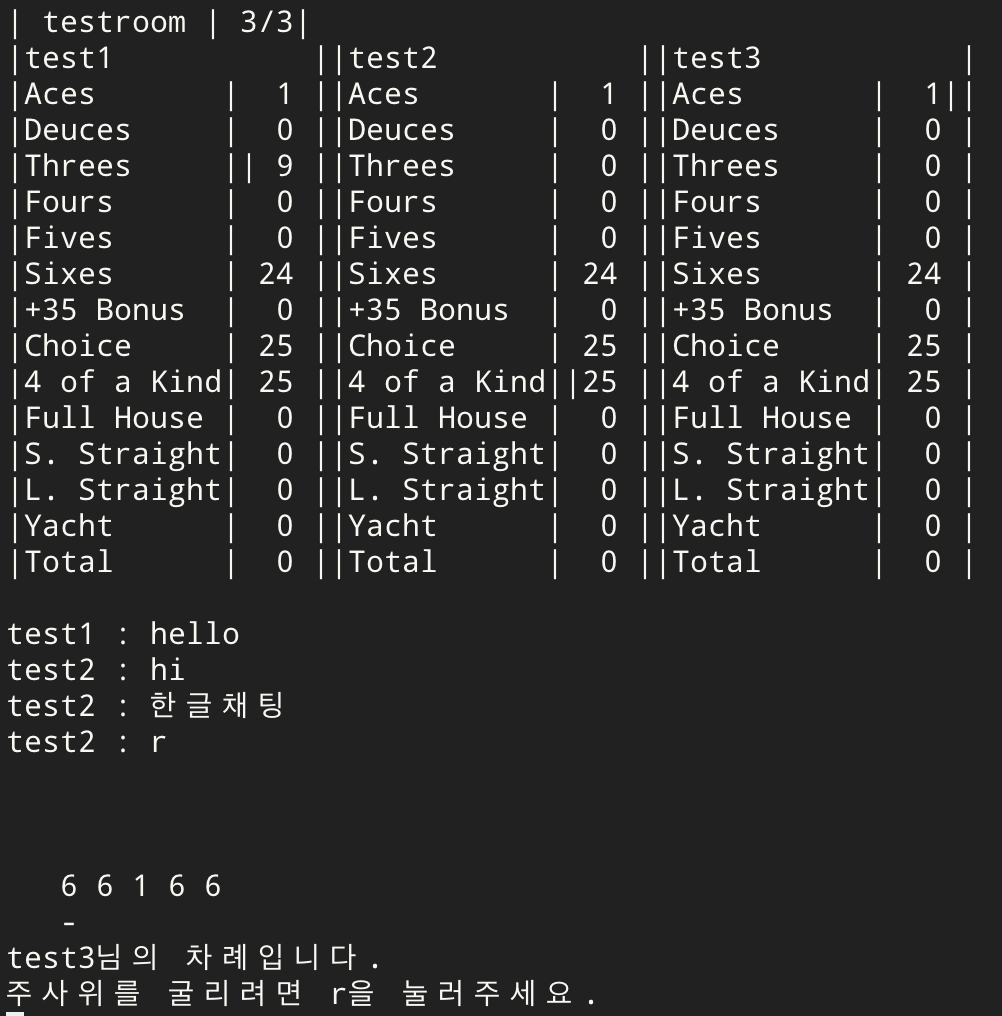 | testroom | 3/3|
|test1           ||test2           ||test3           |
|Aces       |  1 ||Aces       |  1 ||Aces       |  1||
|Deuces     |  0 ||Deuces     |  0 ||Deuces     |  0 |
|Threes     || 9 ||Threes     |  0 ||Threes     |  0 |
|Fours      |  0 ||Fours      |  0 ||Fours      |  0 |
|Fives      |  0 ||Fives      |  0 ||Fives      |  0 |
|Sixes      | 24 ||Sixes      | 24 ||Sixes      | 24 |
|+35 Bonus  |  0 ||+35 Bonus  |  0 ||+35 Bonus  |  0 |
|Choice     | 25 ||Choice     | 25 ||Choice     | 25 |
|4 of a Kind| 25 ||4 of a Kind||25 ||4 of a Kind| 25 |
|Full House |  0 ||Full House |  0 ||Full House |  0 |
|S. Straight|  0 ||S. Straight|  0 ||S. Straight|  0 |
|L. Straight|  0 ||L. Straight|  0 ||L. Straight|  0 |
|Yacht      |  0 ||Yacht      |  0 ||Yacht      |  0 |
|Total      |  0 ||Total      |  0 ||Total      |  0 |
test1 : hello
test2 : hi
test2 : 한글채팅
test2 : r
6 6 1 6 6
-
test3님의 차례입니다.
주사위를 굴리려면 r을 눌러주세요.